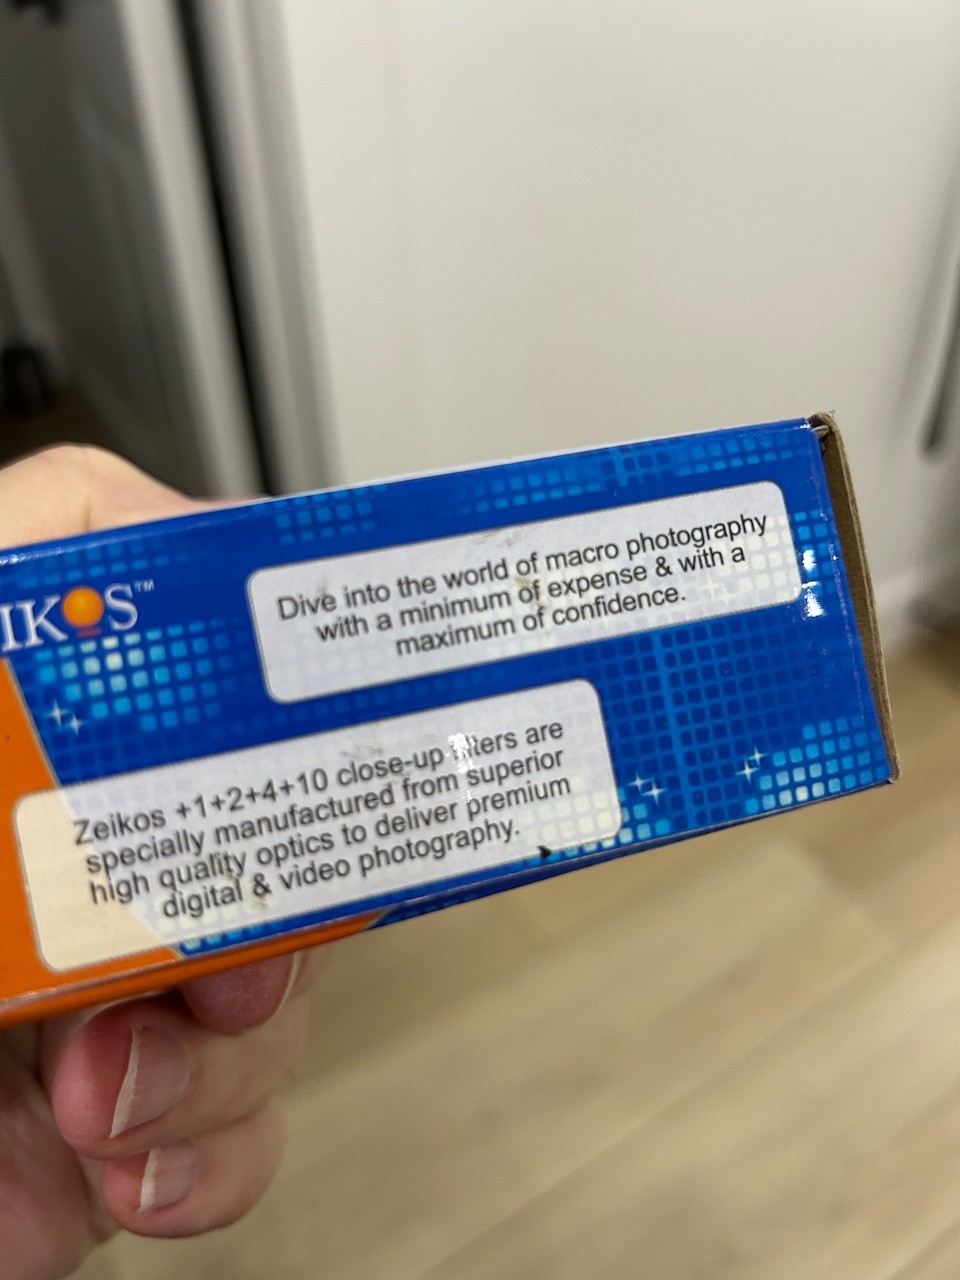 IKOS™
Dive into the world of macro photography
with a minimum of expense & with a
maximum of confidence.
Zeikos +1+2+4+10 close-up filters are
specially manufactured from superior
high quality optics to deliver premium
digital & video photography.